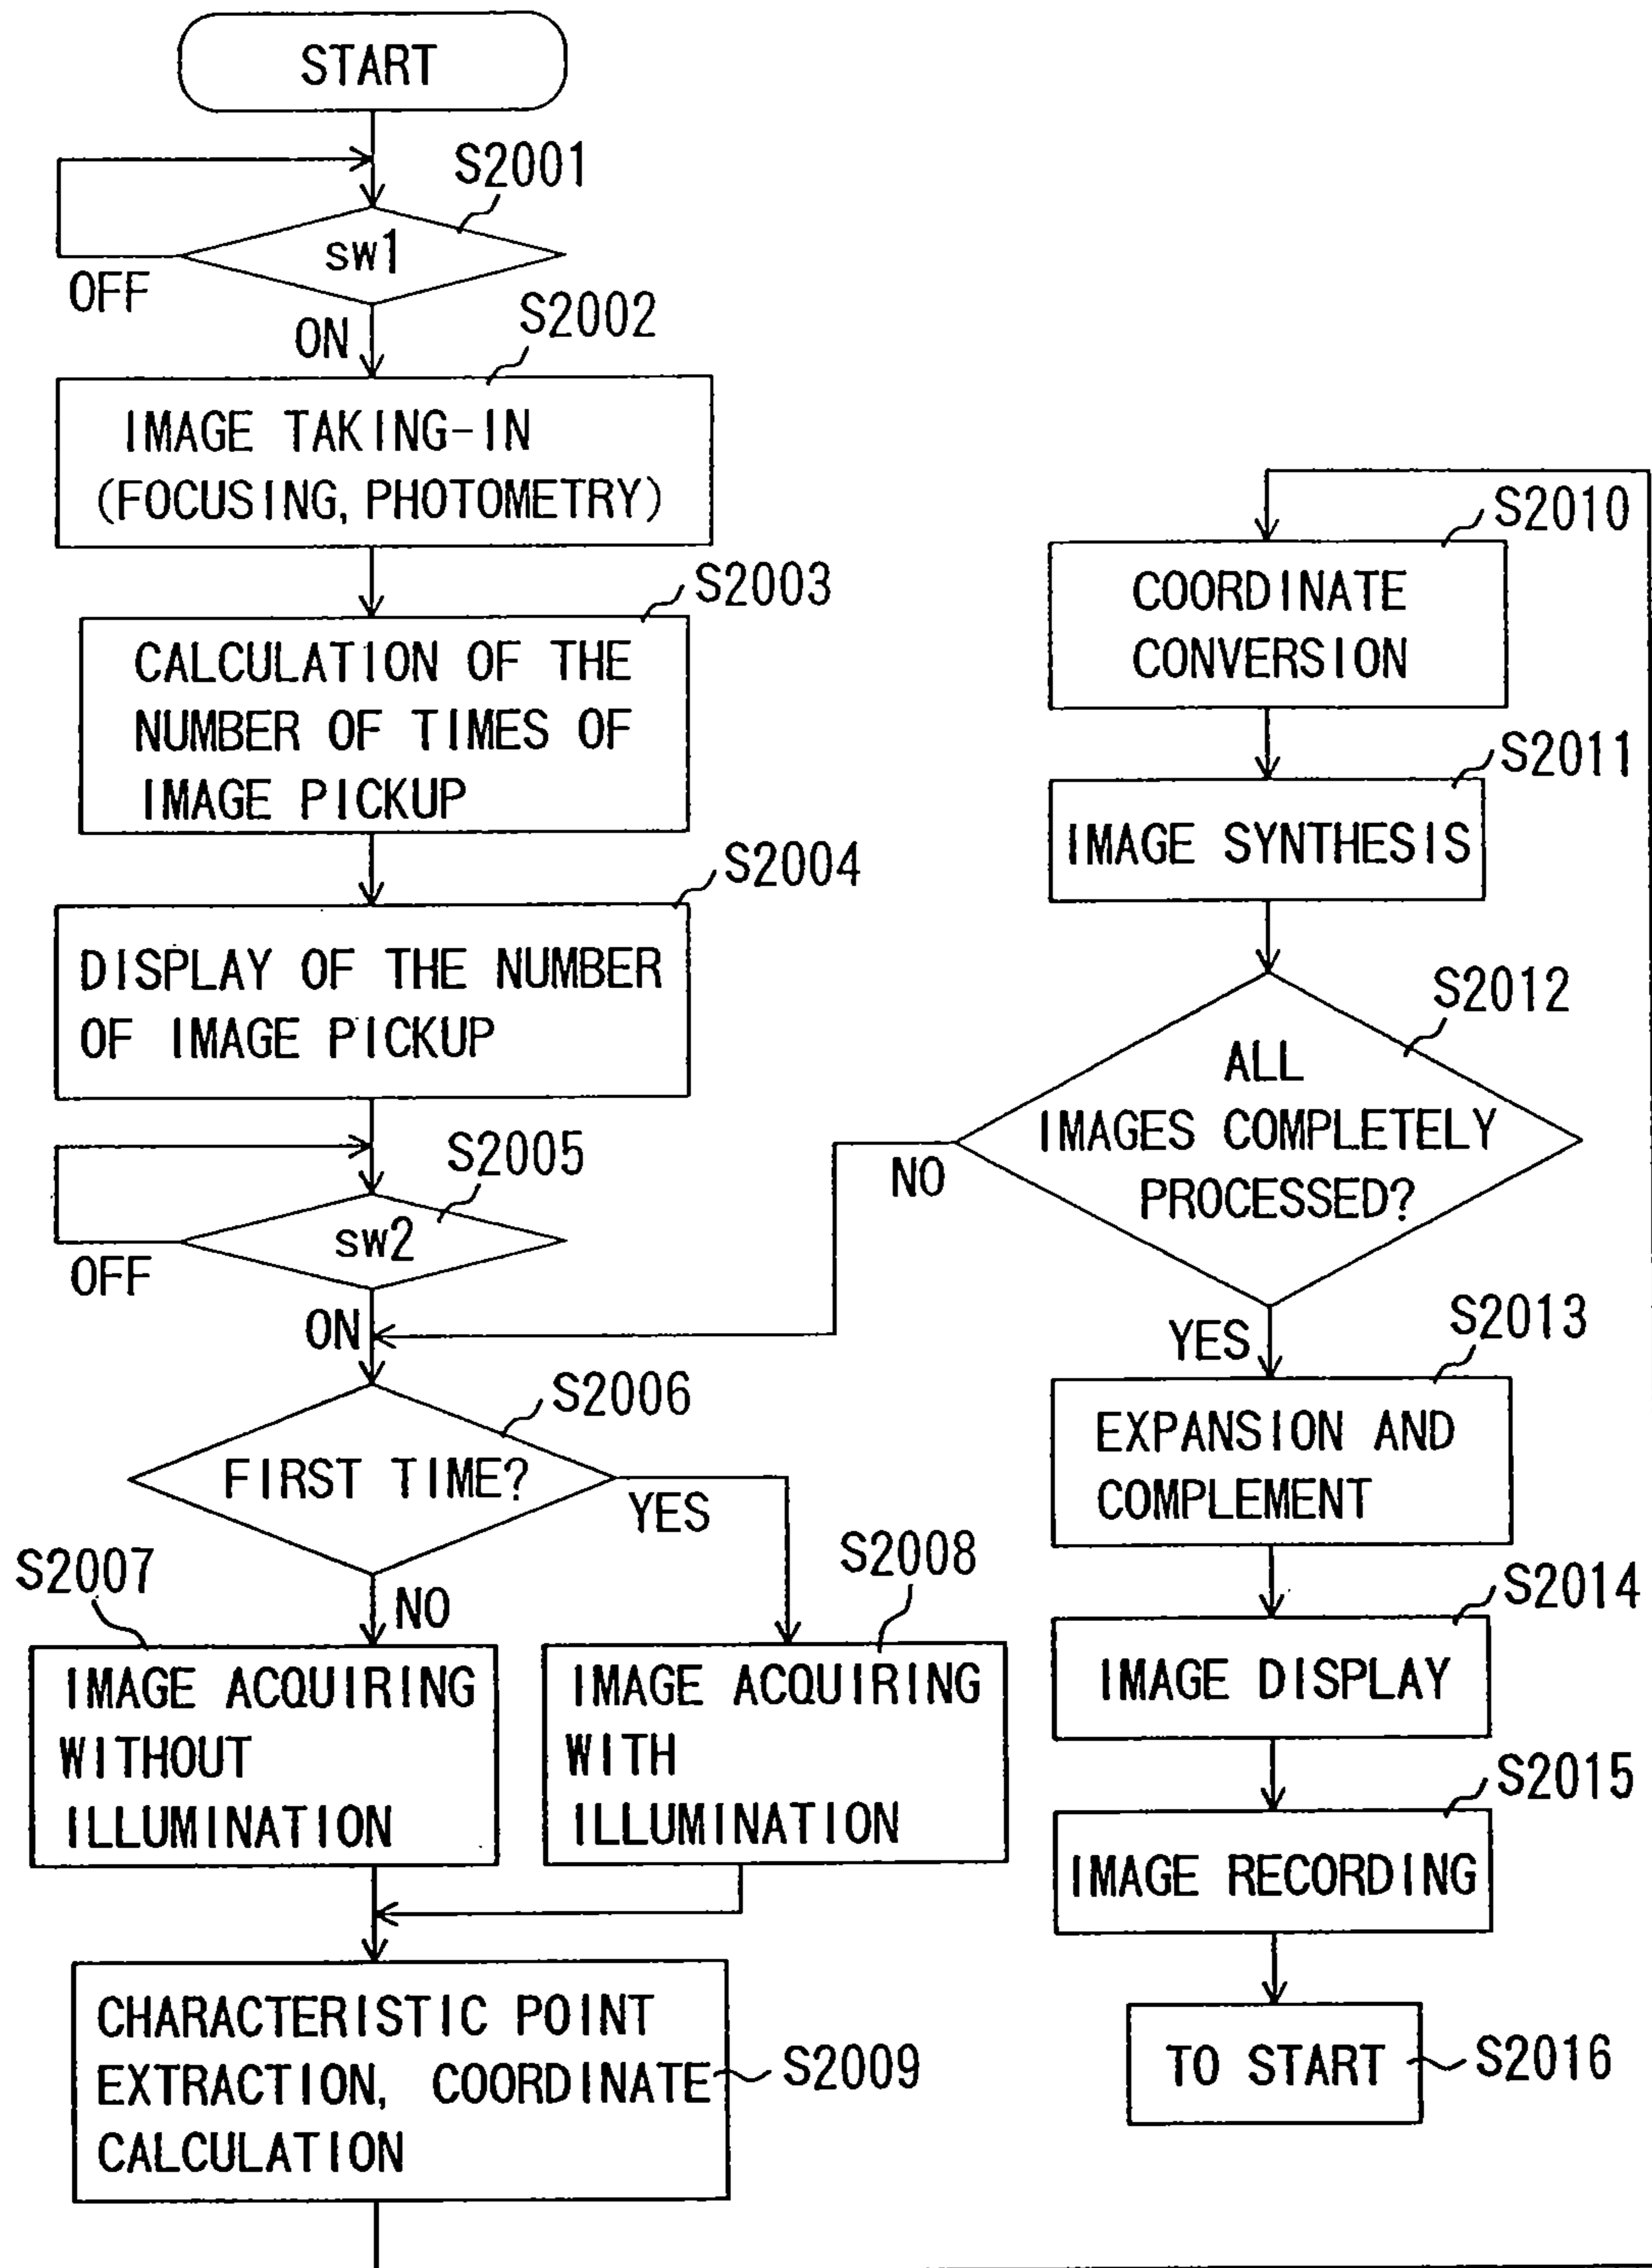 START
S2001
sw1
OFF
ON
S2002
IMAGE TAKING-IN
(FOCUSING, PHOTOMETRY)
S2003
CALCULATION OF THE
NUMBER OF TIMES OF
IMAGE PICKUP
S2004
DISPLAY OF THE NUMBER
OF IMAGE PICKUP
S2005
sw2
OFF
ON
S2006
FIRST TIME?
YES
NO
S2007
IMAGE ACQUIRING
WITHOUT
ILLUMINATION
S2008
IMAGE ACQUIRING
WITH
ILLUMINATION
CHARACTERISTIC POINT
EXTRACTION, COORDINATE
CALCULATION
S2009
S2010
COORDINATE
CONVERSION
S2011
IMAGE SYNTHESIS
S2012
ALL
IMAGES COMPLETELY
PROCESSED?
NO
YES
S2013
EXPANSION AND
COMPLEMENT
S2014
IMAGE DISPLAY
S2015
IMAGE RECORDING
TO START
S2016